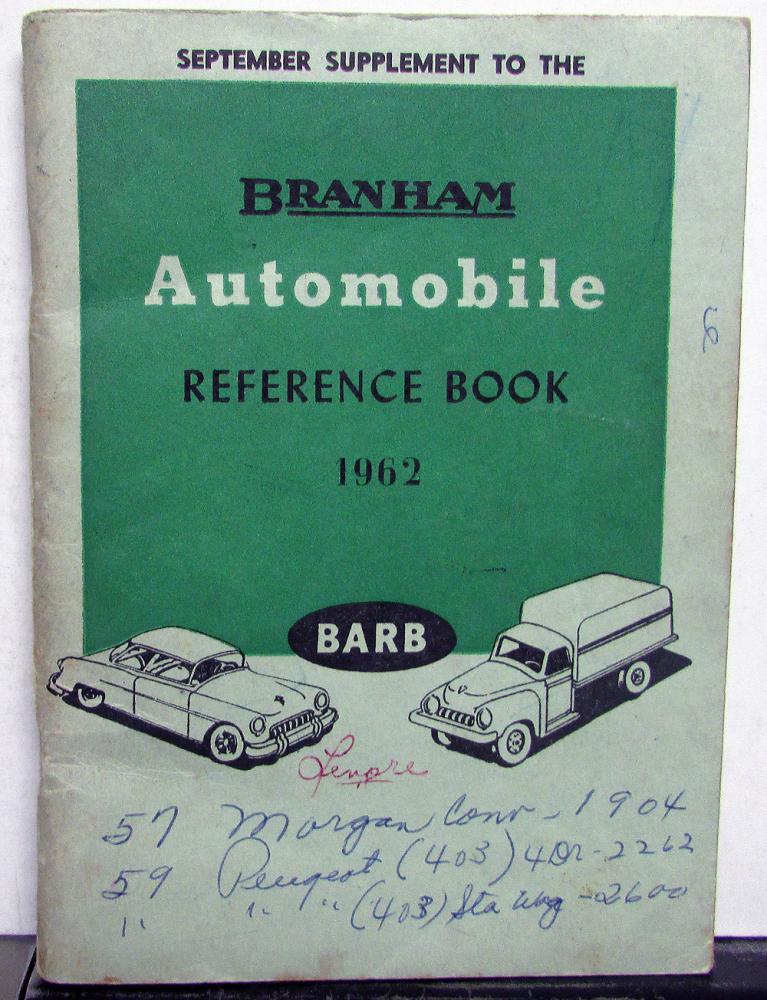 SEPTEMBER SUPPLEMENT TO THE
BRANHAM
Automobile
REFERENCE BOOK
1962
BARB
57 Morgan Conv - 1904
59 Peugeot (403) 4DR - 2262
" " " (403) Sta Wag - 2600